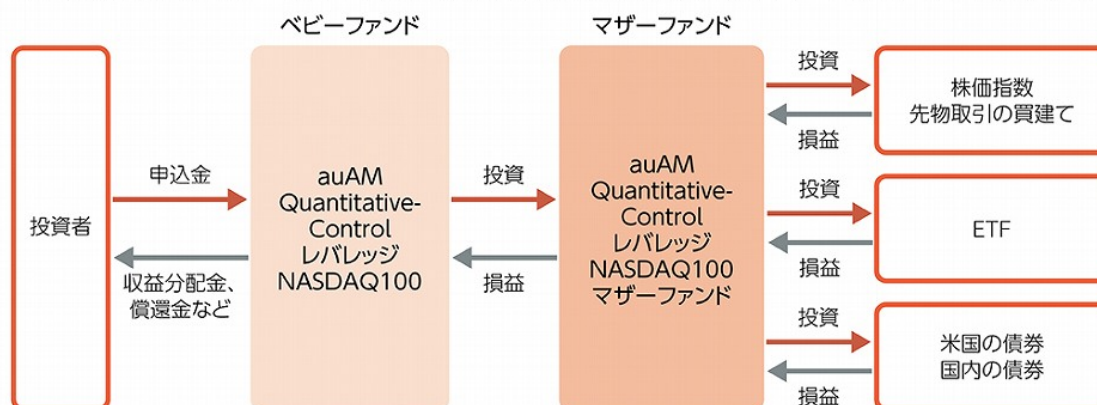 ベビーファンド
マザーファンド
投資者
申込金
収益分配金、
償還金など
auAM
Quantitative-
Control
レバレッジ
NASDAQ100
投資
損益
auAM
Quantitative-
Control
レバレッジ
NASDAQ100
マザーファンド
投資
損益
株価指数
先物取引の買建て
投資
損益
ETF
投資
損益
米国の債券
国内の債券